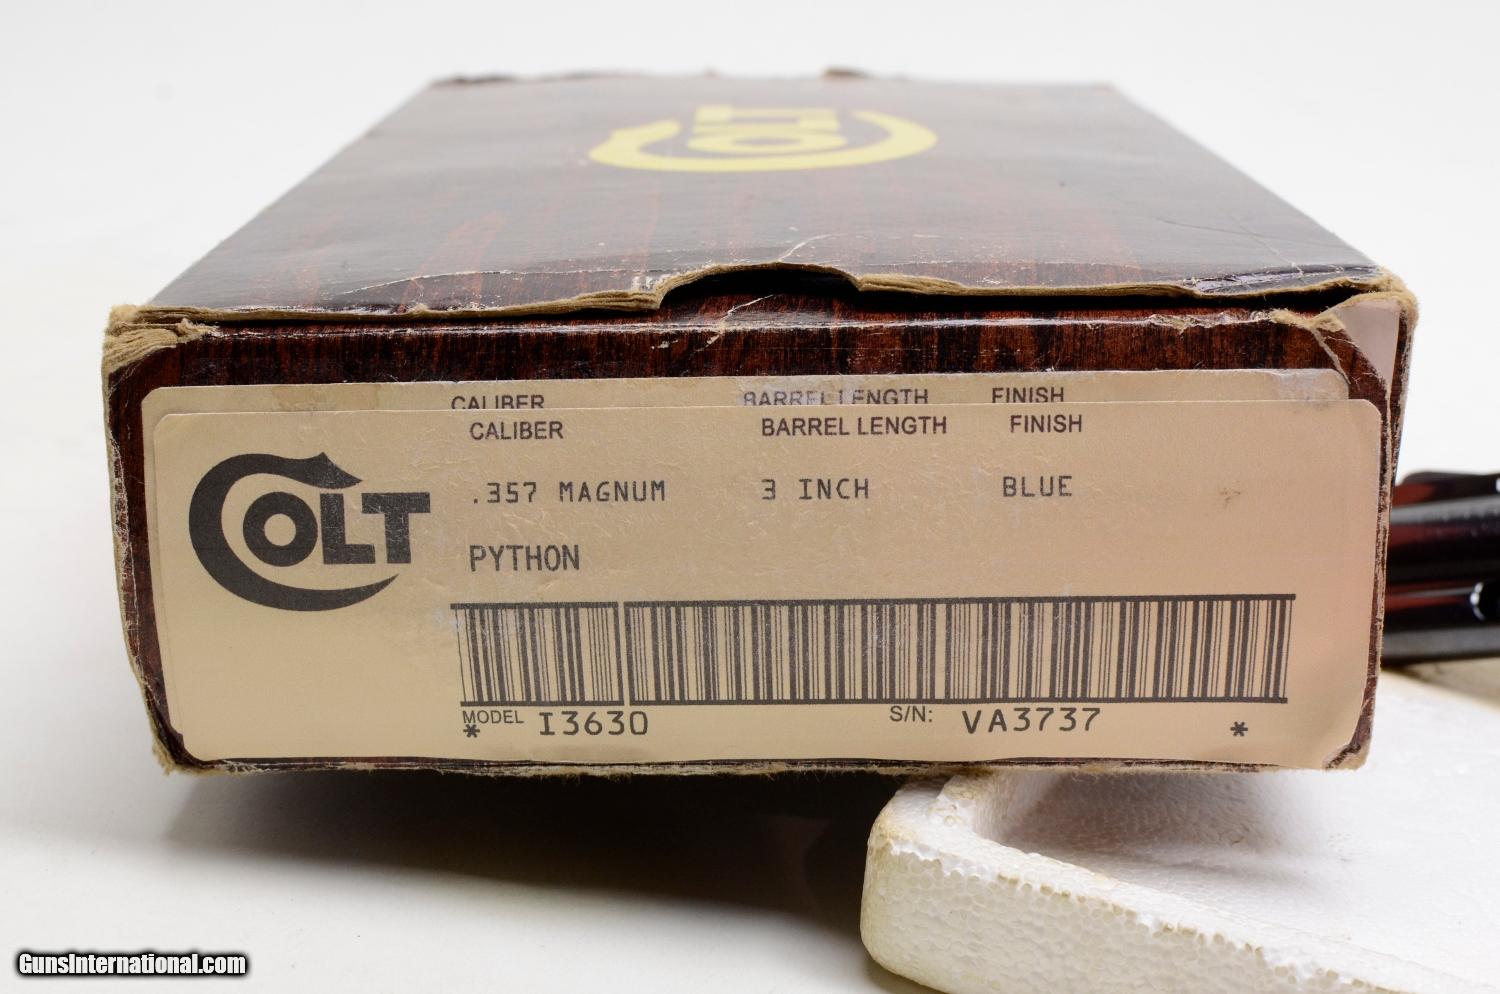 COLT
CALIBER BARREL LENGTH FINISH
CALIBER BARREL LENGTH FINISH
COLT
.357 MAGNUM 3 INCH BLUE
PYTHON
MODEL I3630 S/N: VA3737
* *
GunsInternational.com